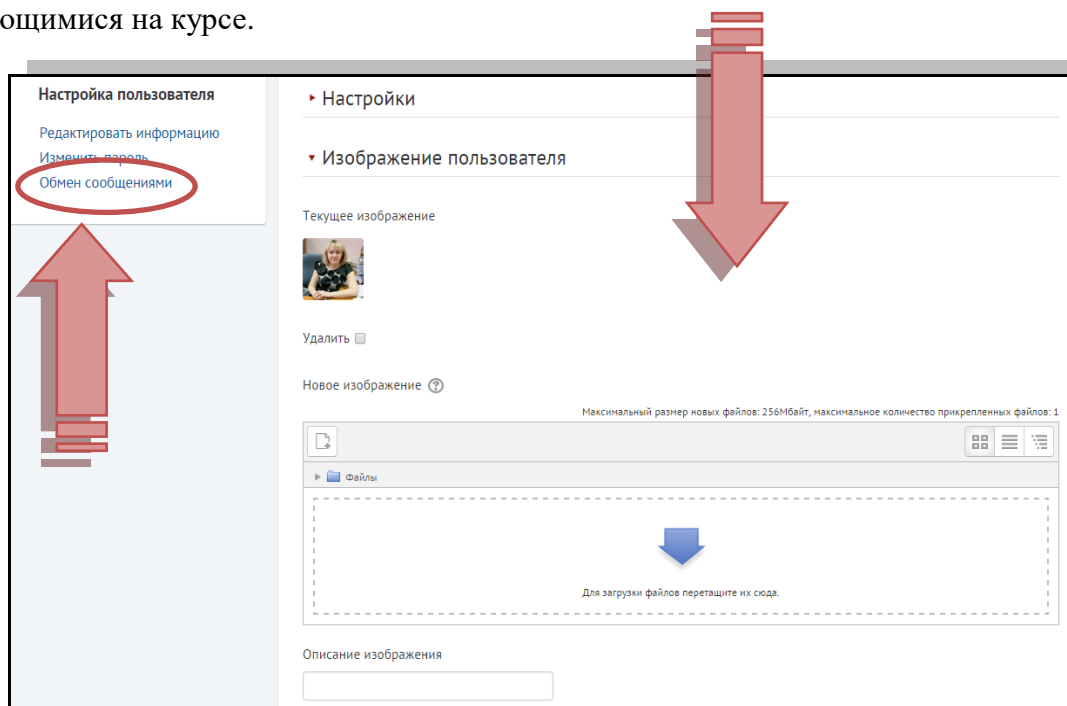 ющимися на курсе.
Настройка пользователя
Редактировать информацию
Изменить пароль
Обмен сообщениями
Настройки
Изображение пользователя
Текущее изображение
Удалить
Новое изображение ?
Максимальный размер новых файлов: 256Мбайт, максимальное количество прикрепленных файлов: 1
Файлы
Для загрузки файлов перетащите их сюда.
Описание изображения